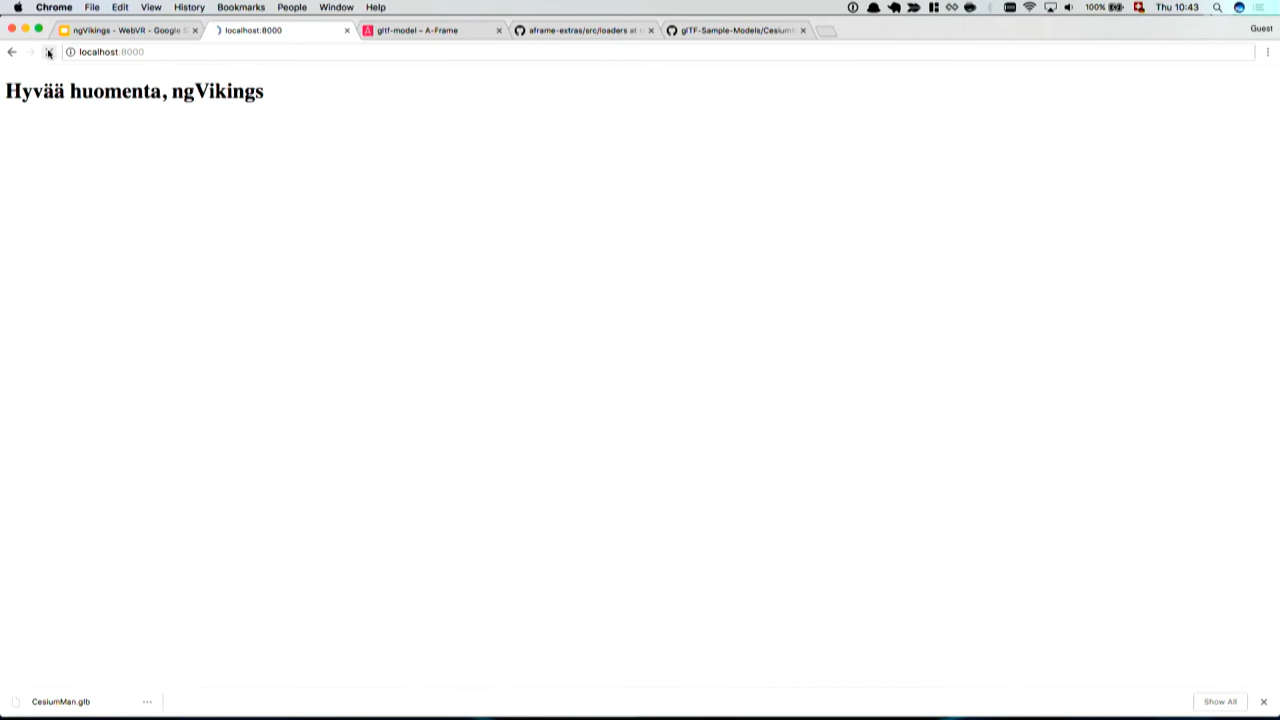 Chrome File Edit View History Bookmarks People Window Help 100% Thu 10:43
ngVikings - WebVR - Google S localhost:8000 gltf-model – A-Frame aframe-extras/src/loaders at glTF-Sample-Models/Cesium Guest
localhost:8000
Hyvää huomenta, ngVikings
CesiumMan.glb Show All